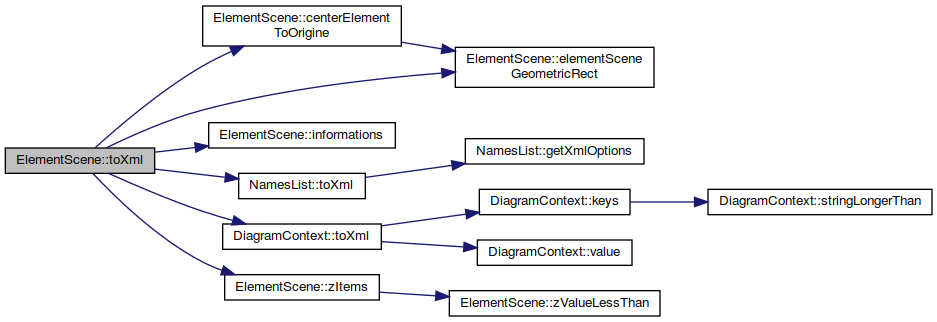 ElementScene::centerElement
ToOrigine
ElementScene::elementScene
GeometricRect
ElementScene::informations
NamesList::getXmlOptions
ElementScene::toXml
NamesList::toXml
DiagramContext::keys
DiagramContext::stringLongerThan
DiagramContext::toXml
DiagramContext::value
ElementScene::zItems
ElementScene::zValueLessThan